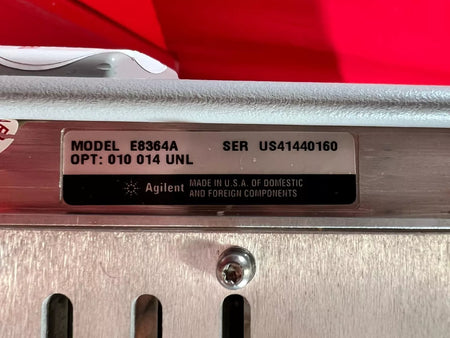 MODEL E8364A SER US41440160
OPT: 010 014 UNL
Agilent MADE IN U.S.A. OF DOMESTIC
AND FOREIGN COMPONENTS